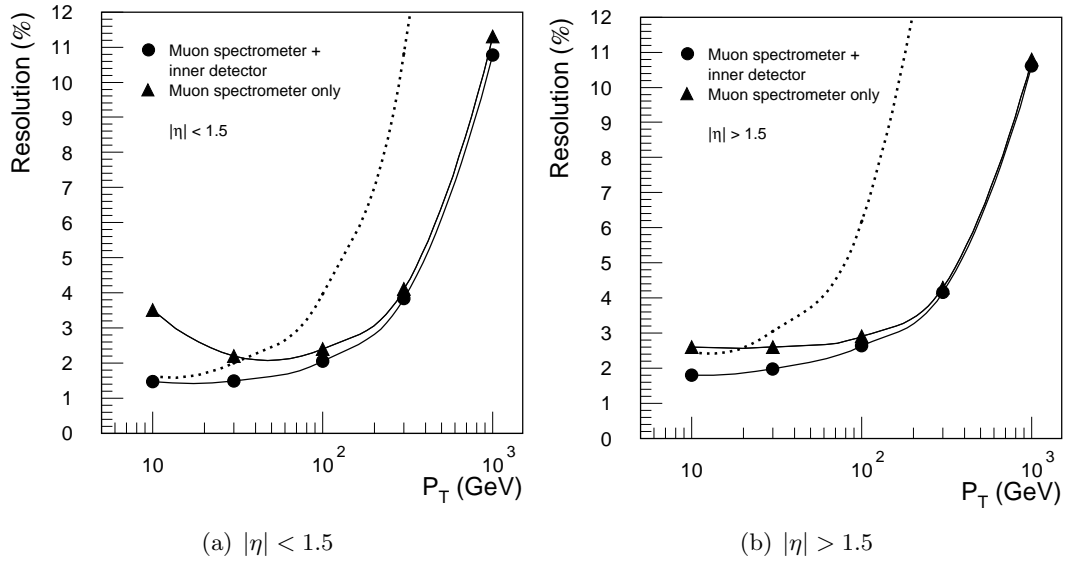 Resolution (%)
12
11
10
9
8
7
6
5
4
3
2
1
0
Muon spectrometer +
inner detector
Muon spectrometer only
|η| < 1.5
10
10²
10³
P_T (GeV)
(a) |η| < 1.5
Resolution (%)
12
11
10
9
8
7
6
5
4
3
2
1
0
Muon spectrometer +
inner detector
Muon spectrometer only
|η| > 1.5
10
10²
10³
P_T (GeV)
(b) |η| > 1.5